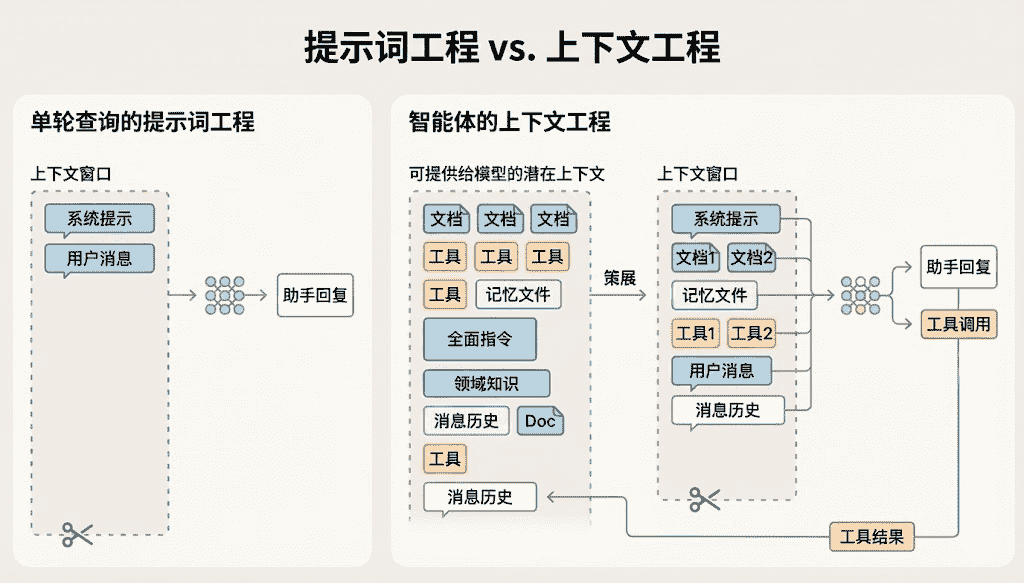 提示词工程 vs. 上下文工程
单轮查询的提示词工程
上下文窗口
系统提示
用户消息
助手回复
智能体的上下文工程
可提供给模型的潜在上下文
文档 文档 文档
工具 工具 工具
工具 记忆文件
全面指令
领域知识
消息历史 Doc
工具
消息历史
策展
上下文窗口
系统提示
文档1 文档2
记忆文件
工具1 工具2
用户消息
消息历史
助手回复
工具调用
工具结果